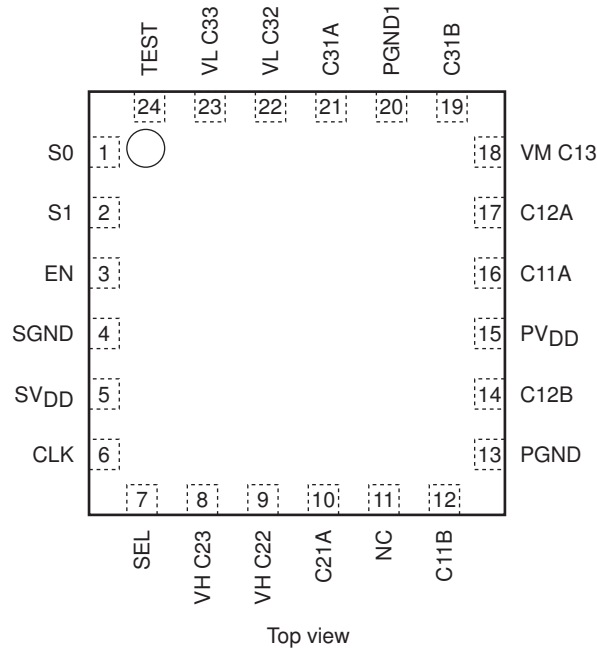 TEST
VL C33
VL C32
C31A
PGND1
C31B
24 23 22 21 20 19
S0 1 18 VM C13
S1 2 17 C12A
EN 3 16 C11A
SGND 4 15 PVDD
SVDD 5 14 C12B
CLK 6 13 PGND
7 8 9 10 11 12
SEL
VH C23
VH C22
C21A
NC
C11B
Top view